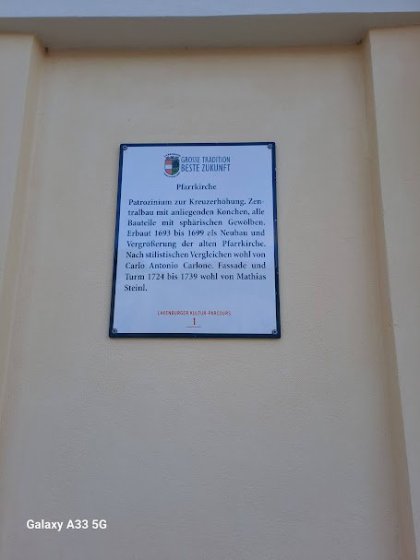 GROSSE TRADITION
BESTE ZUKUNFT
Pfarrkirche
Patrozinium zur Kreuzerhöhung. Zen-
tralbau mit anliegenden Konchen, alle
Bauteile mit sphärischen Gewölben.
Erbaut 1693 bis 1699 als Neubau und
Vergrößerung der alten Pfarrkirche.
Nach stilistischen Vergleichen wohl von
Carlo Antonio Carlone. Fassade und
Turm 1724 bis 1739 wohl von Mathias
Steinl.
LAXENBURGER KULTUR-PARCOURS
1
Galaxy A33 5G